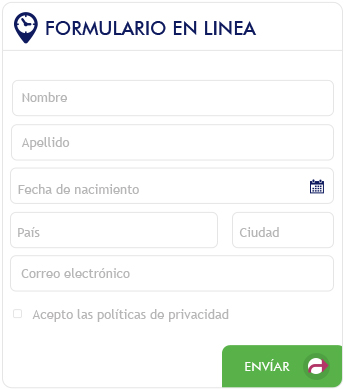 FORMULARIO EN LINEA
Nombre
Apellido
Fecha de nacimiento
País
Ciudad
Correo electrónico
Acepto las políticas de privacidad
ENVÍAR